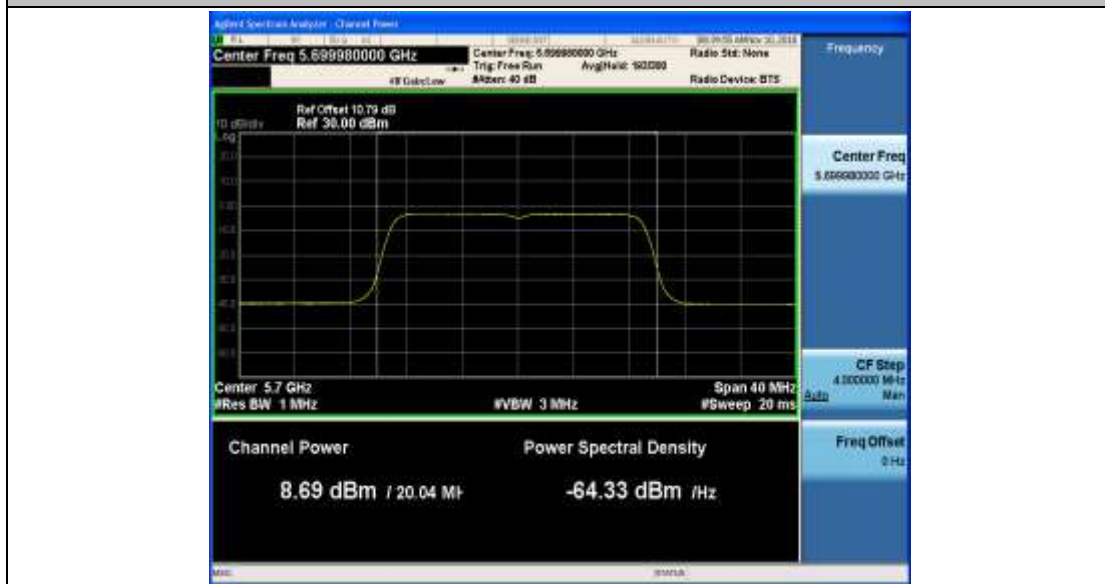 Agilent Spectrum Analyzer - Channel Power
Center Freq 5.699980000 GHz
Center Freq: 5.699980000 GHz
Radio Std: None
Trig: Free Run Avg|Hold:
#IFGain:Low
#Atten: 40 dB
Radio Device: BTS
Frequency
Ref Offset 10.79 dB
10 dB/div
Ref 30.00 dBm
Log
Center Freq
5.699980000 GHz
Center 5.7 GHz
Span 40 MHz
#Res BW 1 MHz
#VBW 3 MHz
#Sweep 20 ms
CF Step
4.000000 MHz
Auto Man
Channel Power
Power Spectral Density
8.69 dBm / 20.04 MH
-64.33 dBm /Hz
Freq Offset
0 Hz
MSG
STATUS